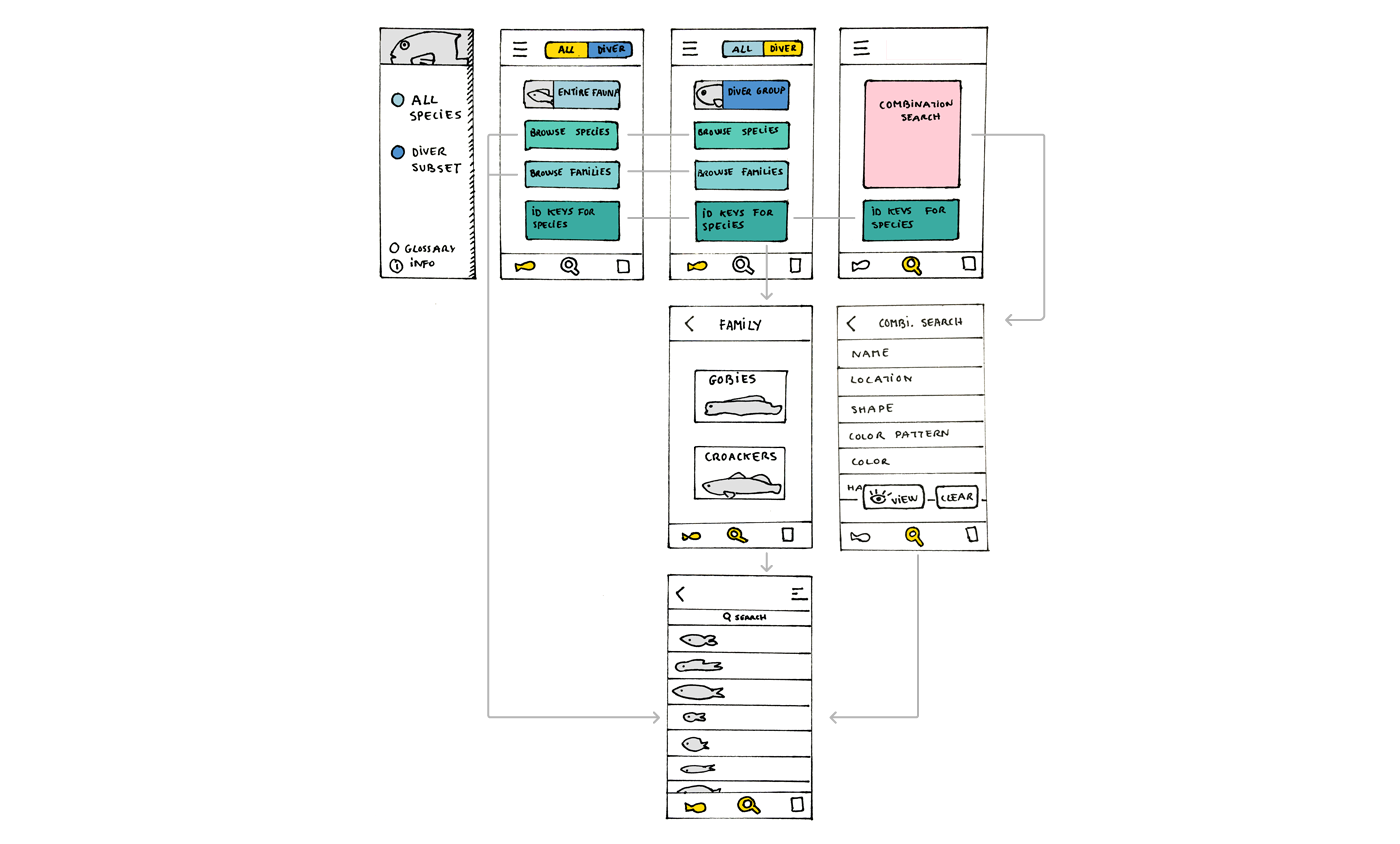 ALL
SPECIES
DIVER
SUBSET
GLOSSARY
i INFO
ALL DIVER
ENTIRE FAUNA
BROWSE SPECIES
BROWSE FAMILIES
ID KEYS FOR
SPECIES
ALL DIVER
DIVER GROUP
BROWSE SPECIES
BROWSE FAMILIES
ID KEYS FOR
SPECIES
COMBINATION
SEARCH
ID KEYS FOR
SPECIES
FAMILY
GOBIES
CROACKERS
COMBI. SEARCH
NAME
LOCATION
SHAPE
COLOR PATTERN
COLOR
HA
VIEW CLEAR
SEARCH